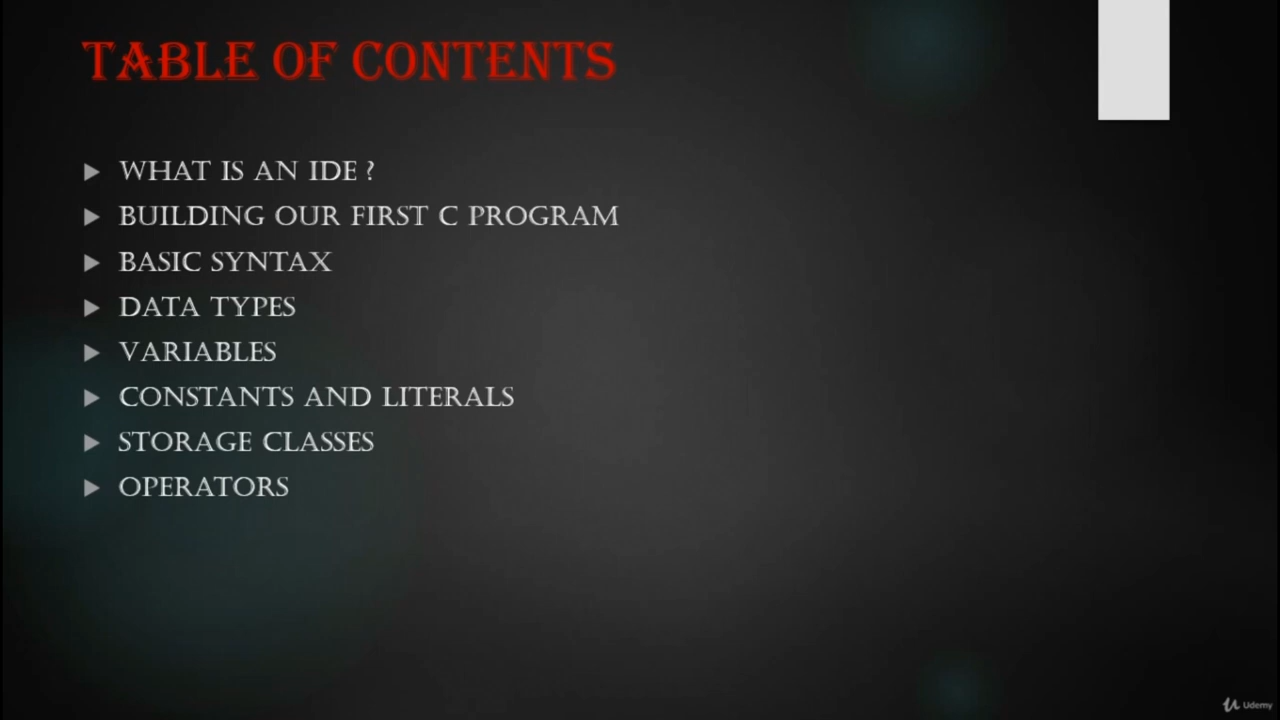 TABLE OF CONTENTS
WHAT IS AN IDE ?
BUILDING OUR FIRST C PROGRAM
BASIC SYNTAX
DATA TYPES
VARIABLES
CONSTANTS AND LITERALS
STORAGE CLASSES
OPERATORS
Udemy